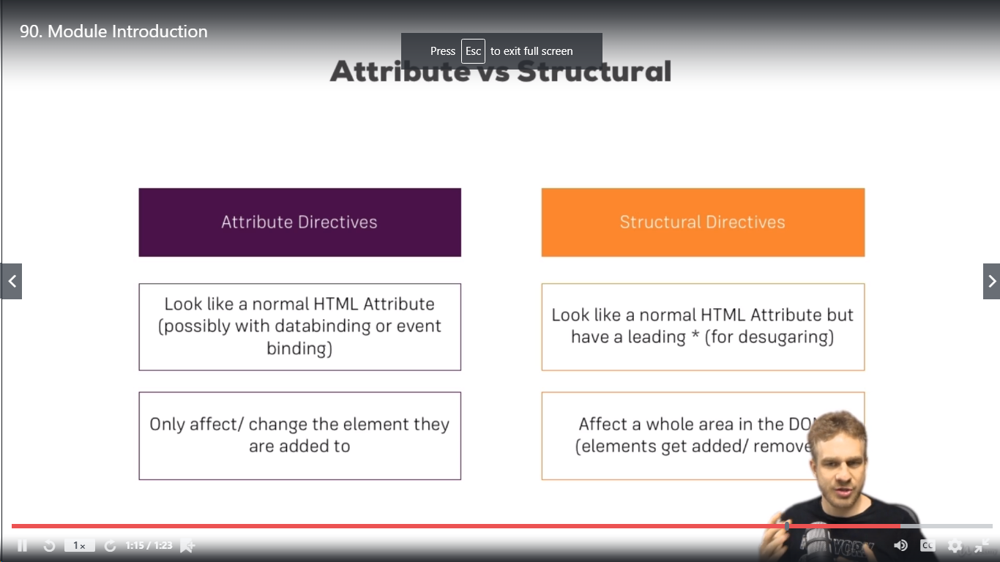 90. Module Introduction
Press Esc to exit full screen
Attribute vs Structural
Attribute Directives
Structural Directives
Look like a normal HTML Attribute
(possibly with databinding or event
binding)
Look like a normal HTML Attribute but
have a leading * (for desugaring)
Only affect/ change the element they
are added to
Affect a whole area in the DO
(elements get added/ remove
1x
1:15 / 1:23
CC